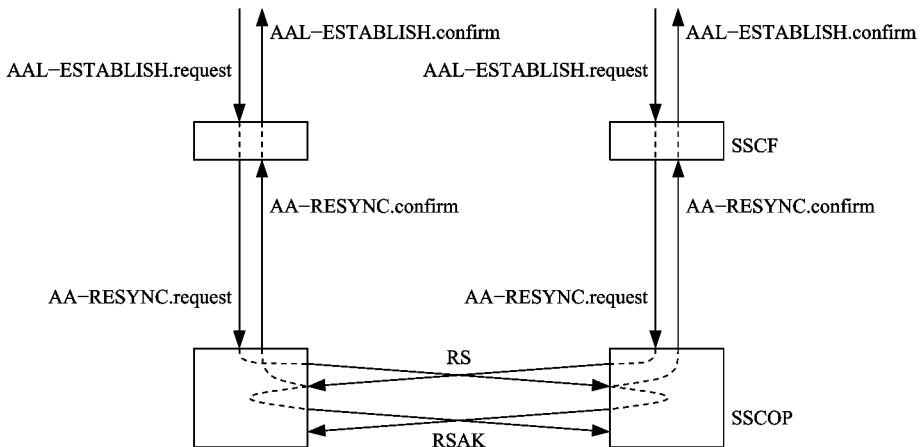 AAL−ESTABLISH.confirm
AAL−ESTABLISH.confirm
AAL−ESTABLISH.request
AAL−ESTABLISH.request
SSCF
AA−RESYNC.confirm
AA−RESYNC.confirm
AA−RESYNC.request
AA−RESYNC.request
RS
SSCOP
RSAK